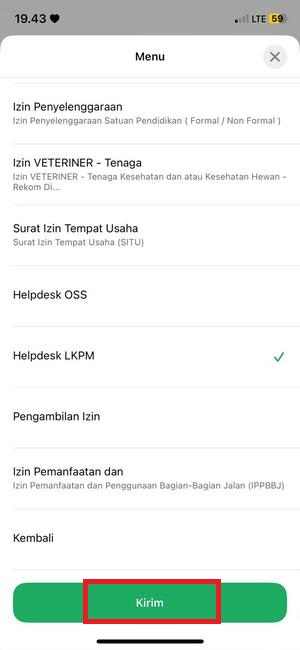 19.43
LTE 59
Menu
Izin Penyelenggaraan
Izin Penyelenggaraan Satuan Pendidikan ( Formal / Non Formal )
Izin VETERINER - Tenaga
Izin VETERINER - Tenaga Kesehatan dan atau Kesehatan Hewan -
Rekom Di...
Surat Izin Tempat Usaha
Surat Izin Tempat Usaha (SITU)
Helpdesk OSS
Helpdesk LKPM
Pengambilan Izin
Izin Pemanfaatan dan
Izin Pemanfaatan dan Penggunaan Bagian-Bagian Jalan (IPPBBJ)
Kembali
Kirim